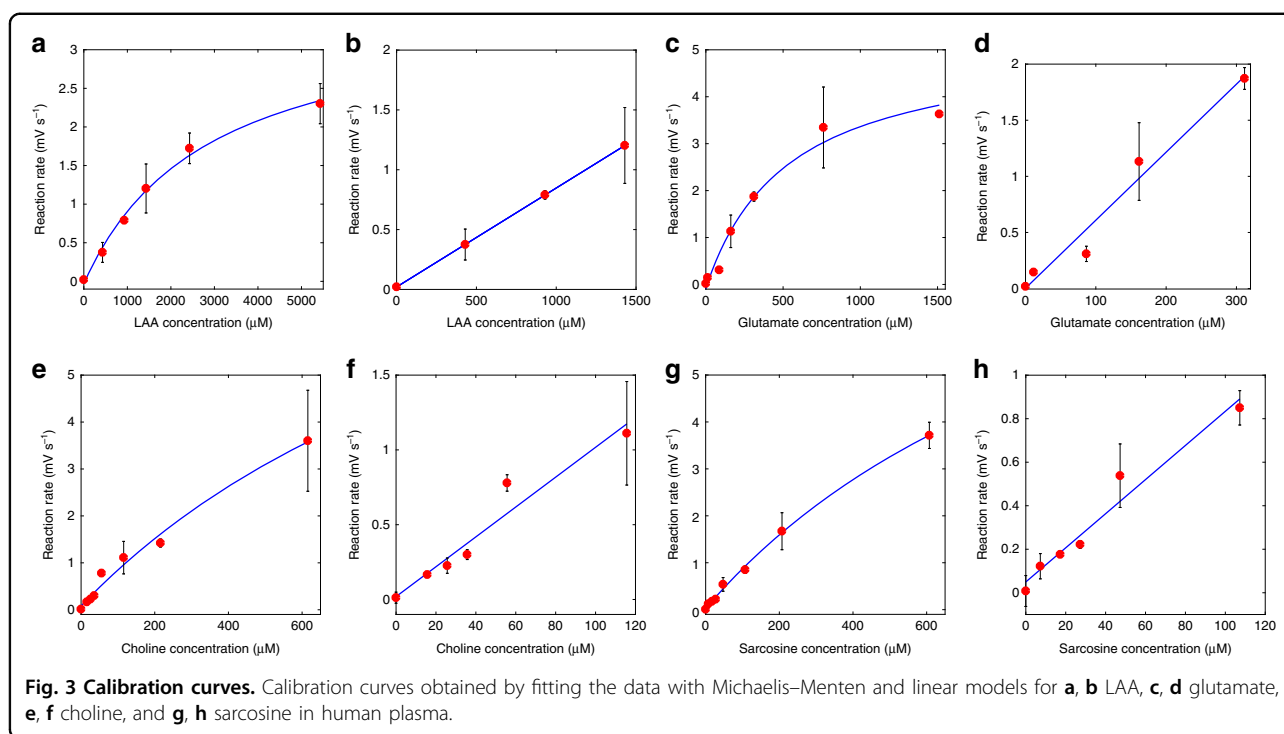 a
b
c
d
Reaction rate (mV s⁻¹)
3
2.5
2
1.5
1
0.5
0
0 1000 2000 3000 4000 5000
LAA concentration (μM)
Reaction rate (mV s⁻¹)
2
1.5
1
0.5
0
0 500 1000 1500
LAA concentration (μM)
Reaction rate (mV s⁻¹)
5
4
3
2
1
0
0 500 1000 1500
Glutamate concentration (μM)
Reaction rate (mV s⁻¹)
2
1.5
1
0.5
0
0 100 200 300
Glutamate concentration (μM)
e
f
g
h
Reaction rate (mV s⁻¹)
5
4
3
2
1
0
0 200 400 600
Choline concentration (μM)
Reaction rate (mV s⁻¹)
1.5
1
0.5
0
0 20 40 60 80 100 120
Choline concentration (μM)
Reaction rate (mV s⁻¹)
5
4
3
2
1
0
0 200 400 600
Sarcosine concentration (μM)
Reaction rate (mV s⁻¹)
1
0.8
0.6
0.4
0.2
0
0 20 40 60 80 100 120
Sarcosine concentration (μM)
Fig. 3 Calibration curves. Calibration curves obtained by fitting the data with Michaelis–Menten and linear models for a, b LAA, c, d glutamate,
e, f choline, and g, h sarcosine in human plasma.